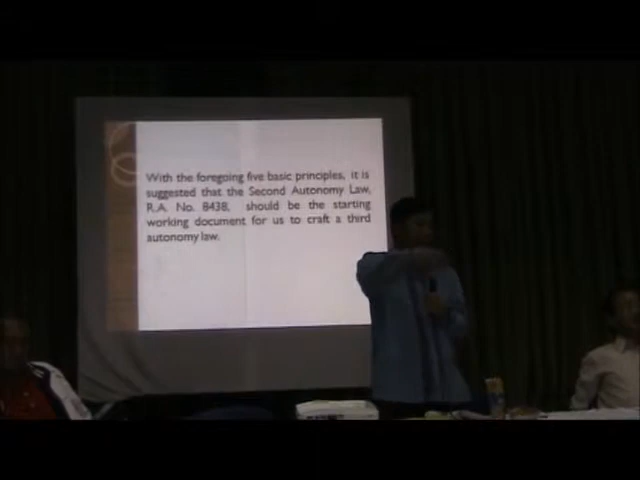 With the foregoing five basic principles, it is
suggested that the Second Autonomy Law,
R.A. No. 8438, should be the starting
working document for us to craft a third
autonomy law.